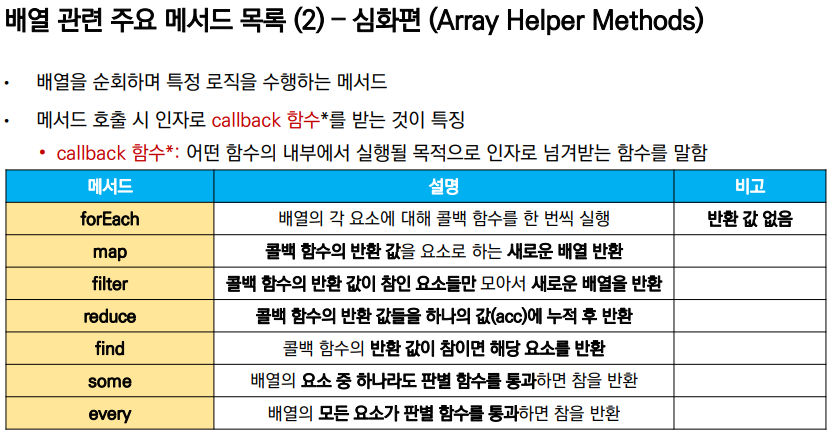 배열 관련 주요 메서드 목록 (2) – 심화편 (Array Helper Methods)
• 배열을 순회하며 특정 로직을 수행하는 메서드
• 메서드 호출 시 인자로 callback 함수*를 받는 것이 특징
• callback 함수*: 어떤 함수의 내부에서 실행될 목적으로 인자로 넘겨받는 함수를 말함
메서드 설명 비고
forEach 배열의 각 요소에 대해 콜백 함수를 한 번씩 실행 반환 값 없음
map 콜백 함수의 반환 값을 요소로 하는 새로운 배열 반환
filter 콜백 함수의 반환 값이 참인 요소들만 모아서 새로운 배열을 반환
reduce 콜백 함수의 반환 값들을 하나의 값(acc)에 누적 후 반환
find 콜백 함수의 반환 값이 참이면 해당 요소를 반환
some 배열의 요소 중 하나라도 판별 함수를 통과하면 참을 반환
every 배열의 모든 요소가 판별 함수를 통과하면 참을 반환